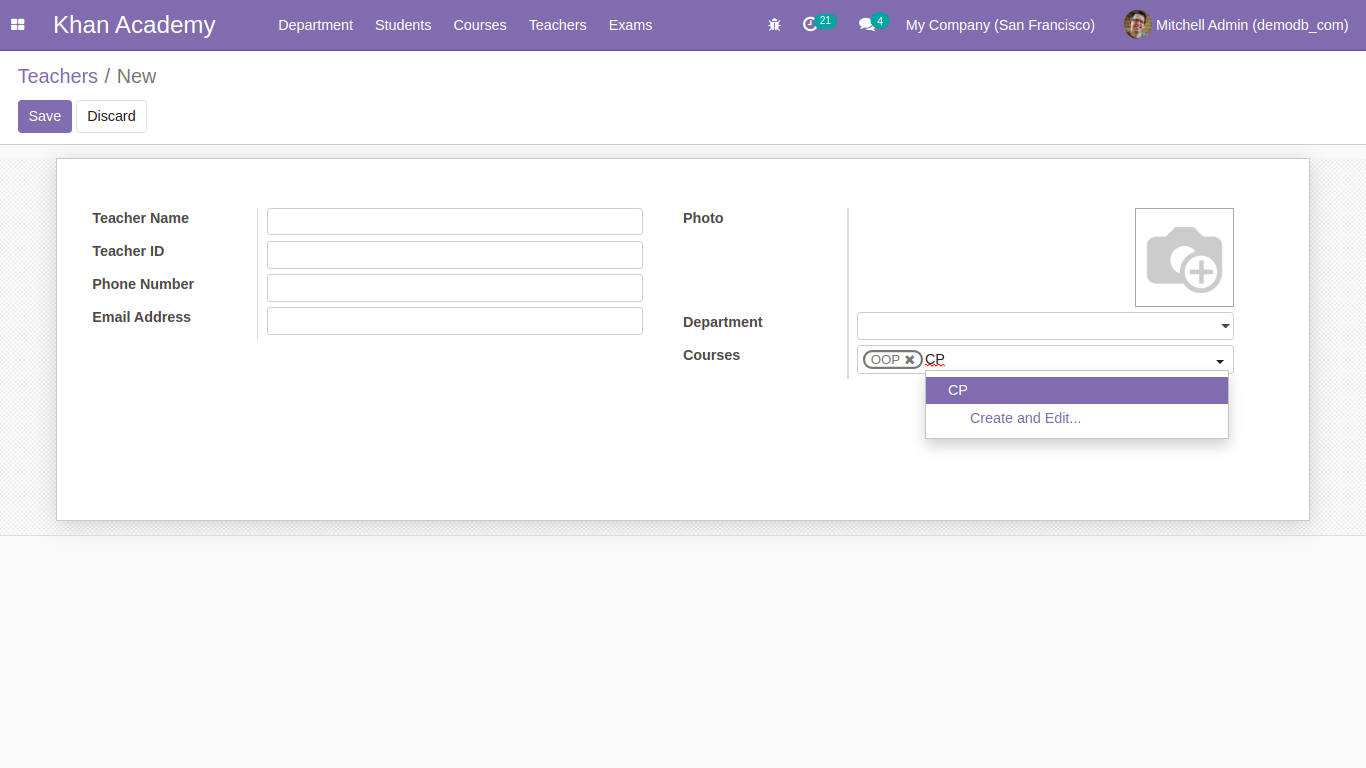 Khan Academy Department Students Courses Teachers Exams 21 4 My Company (San Francisco) Mitchell Admin (demodb_com)
Teachers / New
Save Discard
Teacher Name
Teacher ID
Phone Number
Email Address
Photo
Department
Courses OOP CP
CP
Create and Edit...